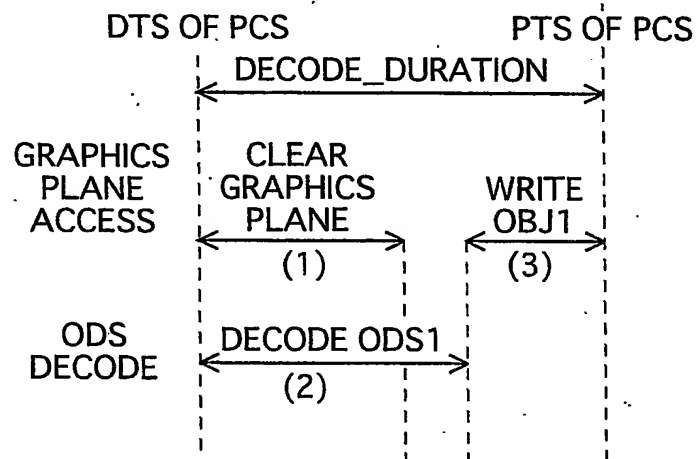 DTS OF PCS
PTS OF PCS
DECODE_DURATION
GRAPHICS
PLANE
ACCESS
CLEAR
GRAPHICS
PLANE
(1)
WRITE
OBJ1
(3)
ODS
DECODE
DECODE ODS1
(2)